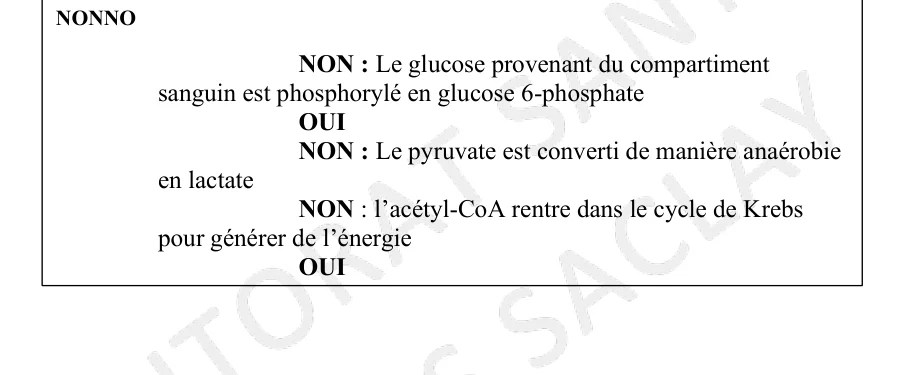 NONNO
NON : Le glucose provenant du compartiment
sanguin est phosphorylé en glucose 6-phosphate
OUI
NON : Le pyruvate est converti de manière anaérobie
en lactate
NON : l’acétyl-CoA rentre dans le cycle de Krebs
pour générer de l’énergie
OUI